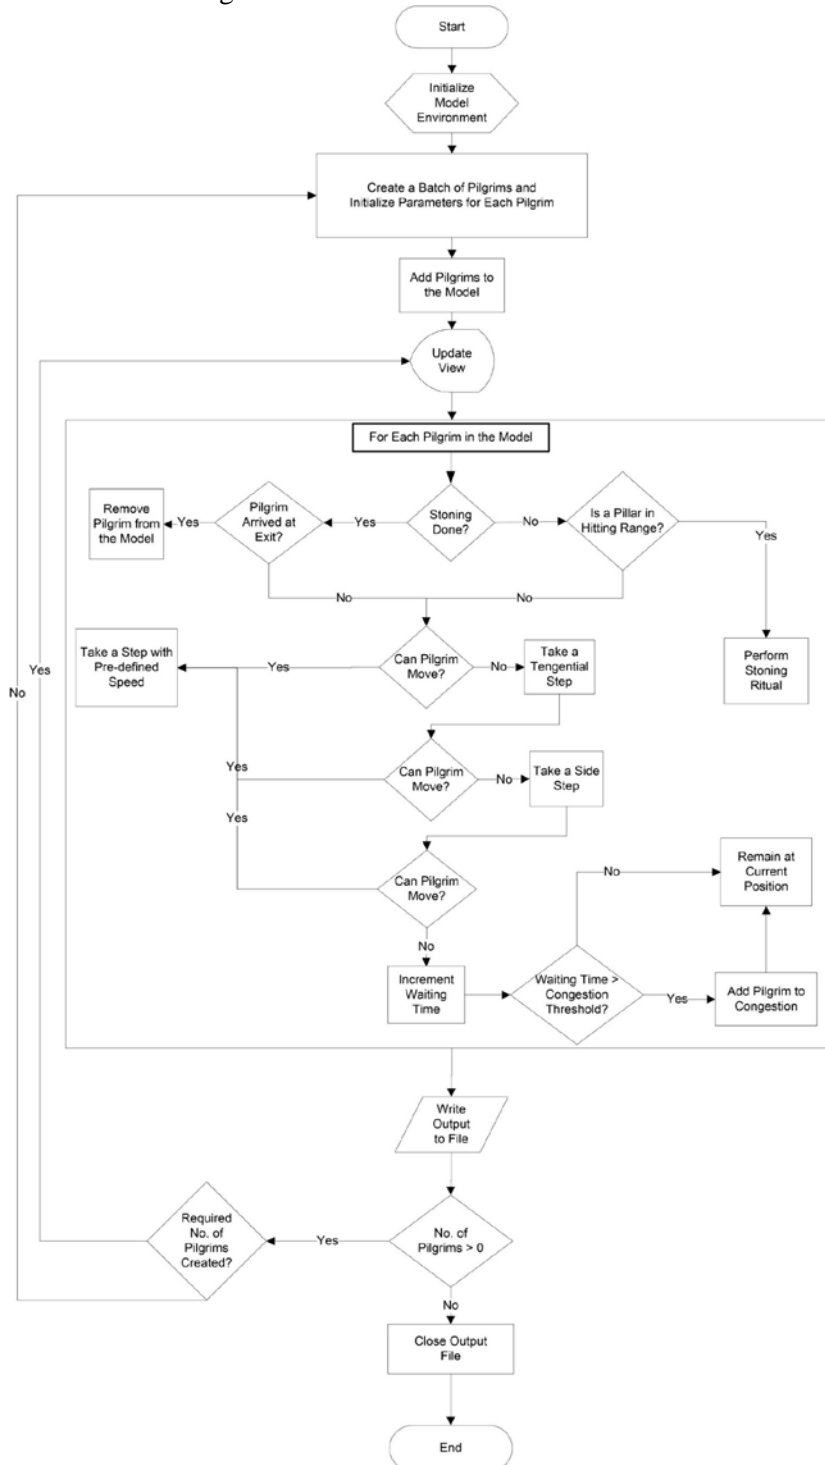 Start
Initialize
Model
Environment
Create a Batch of Pilgrims and
Initialize Parameters for Each Pilgrim
Add Pilgrims to
the Model
Update
View
For Each Pilgrim in the Model
Remove
Pilgrim from
the Model
Yes
Pilgrim
Arrived at
Exit?
Yes
Stoning
Done?
No
Is a Pillar in
Hitting Range?
Yes
No
No
Take a Step with
Pre-defined
Speed
Yes
Can Pilgrim
Move?
No
Take a
Tengential
Step
Perform
Stoning
Ritual
Yes
No
Yes
Can Pilgrim
Move?
No
Take a Side
Step
Yes
Can Pilgrim
Move?
No
Remain at
Current
Position
No
Increment
Waiting
Time
Waiting Time >
Congestion
Threshold?
Yes
Add Pilgrim to
Congestion
Write
Output
to File
Required
No. of
Pilgrims
Created?
Yes
No. of
Pilgrims > 0
No
Close Output
File
End